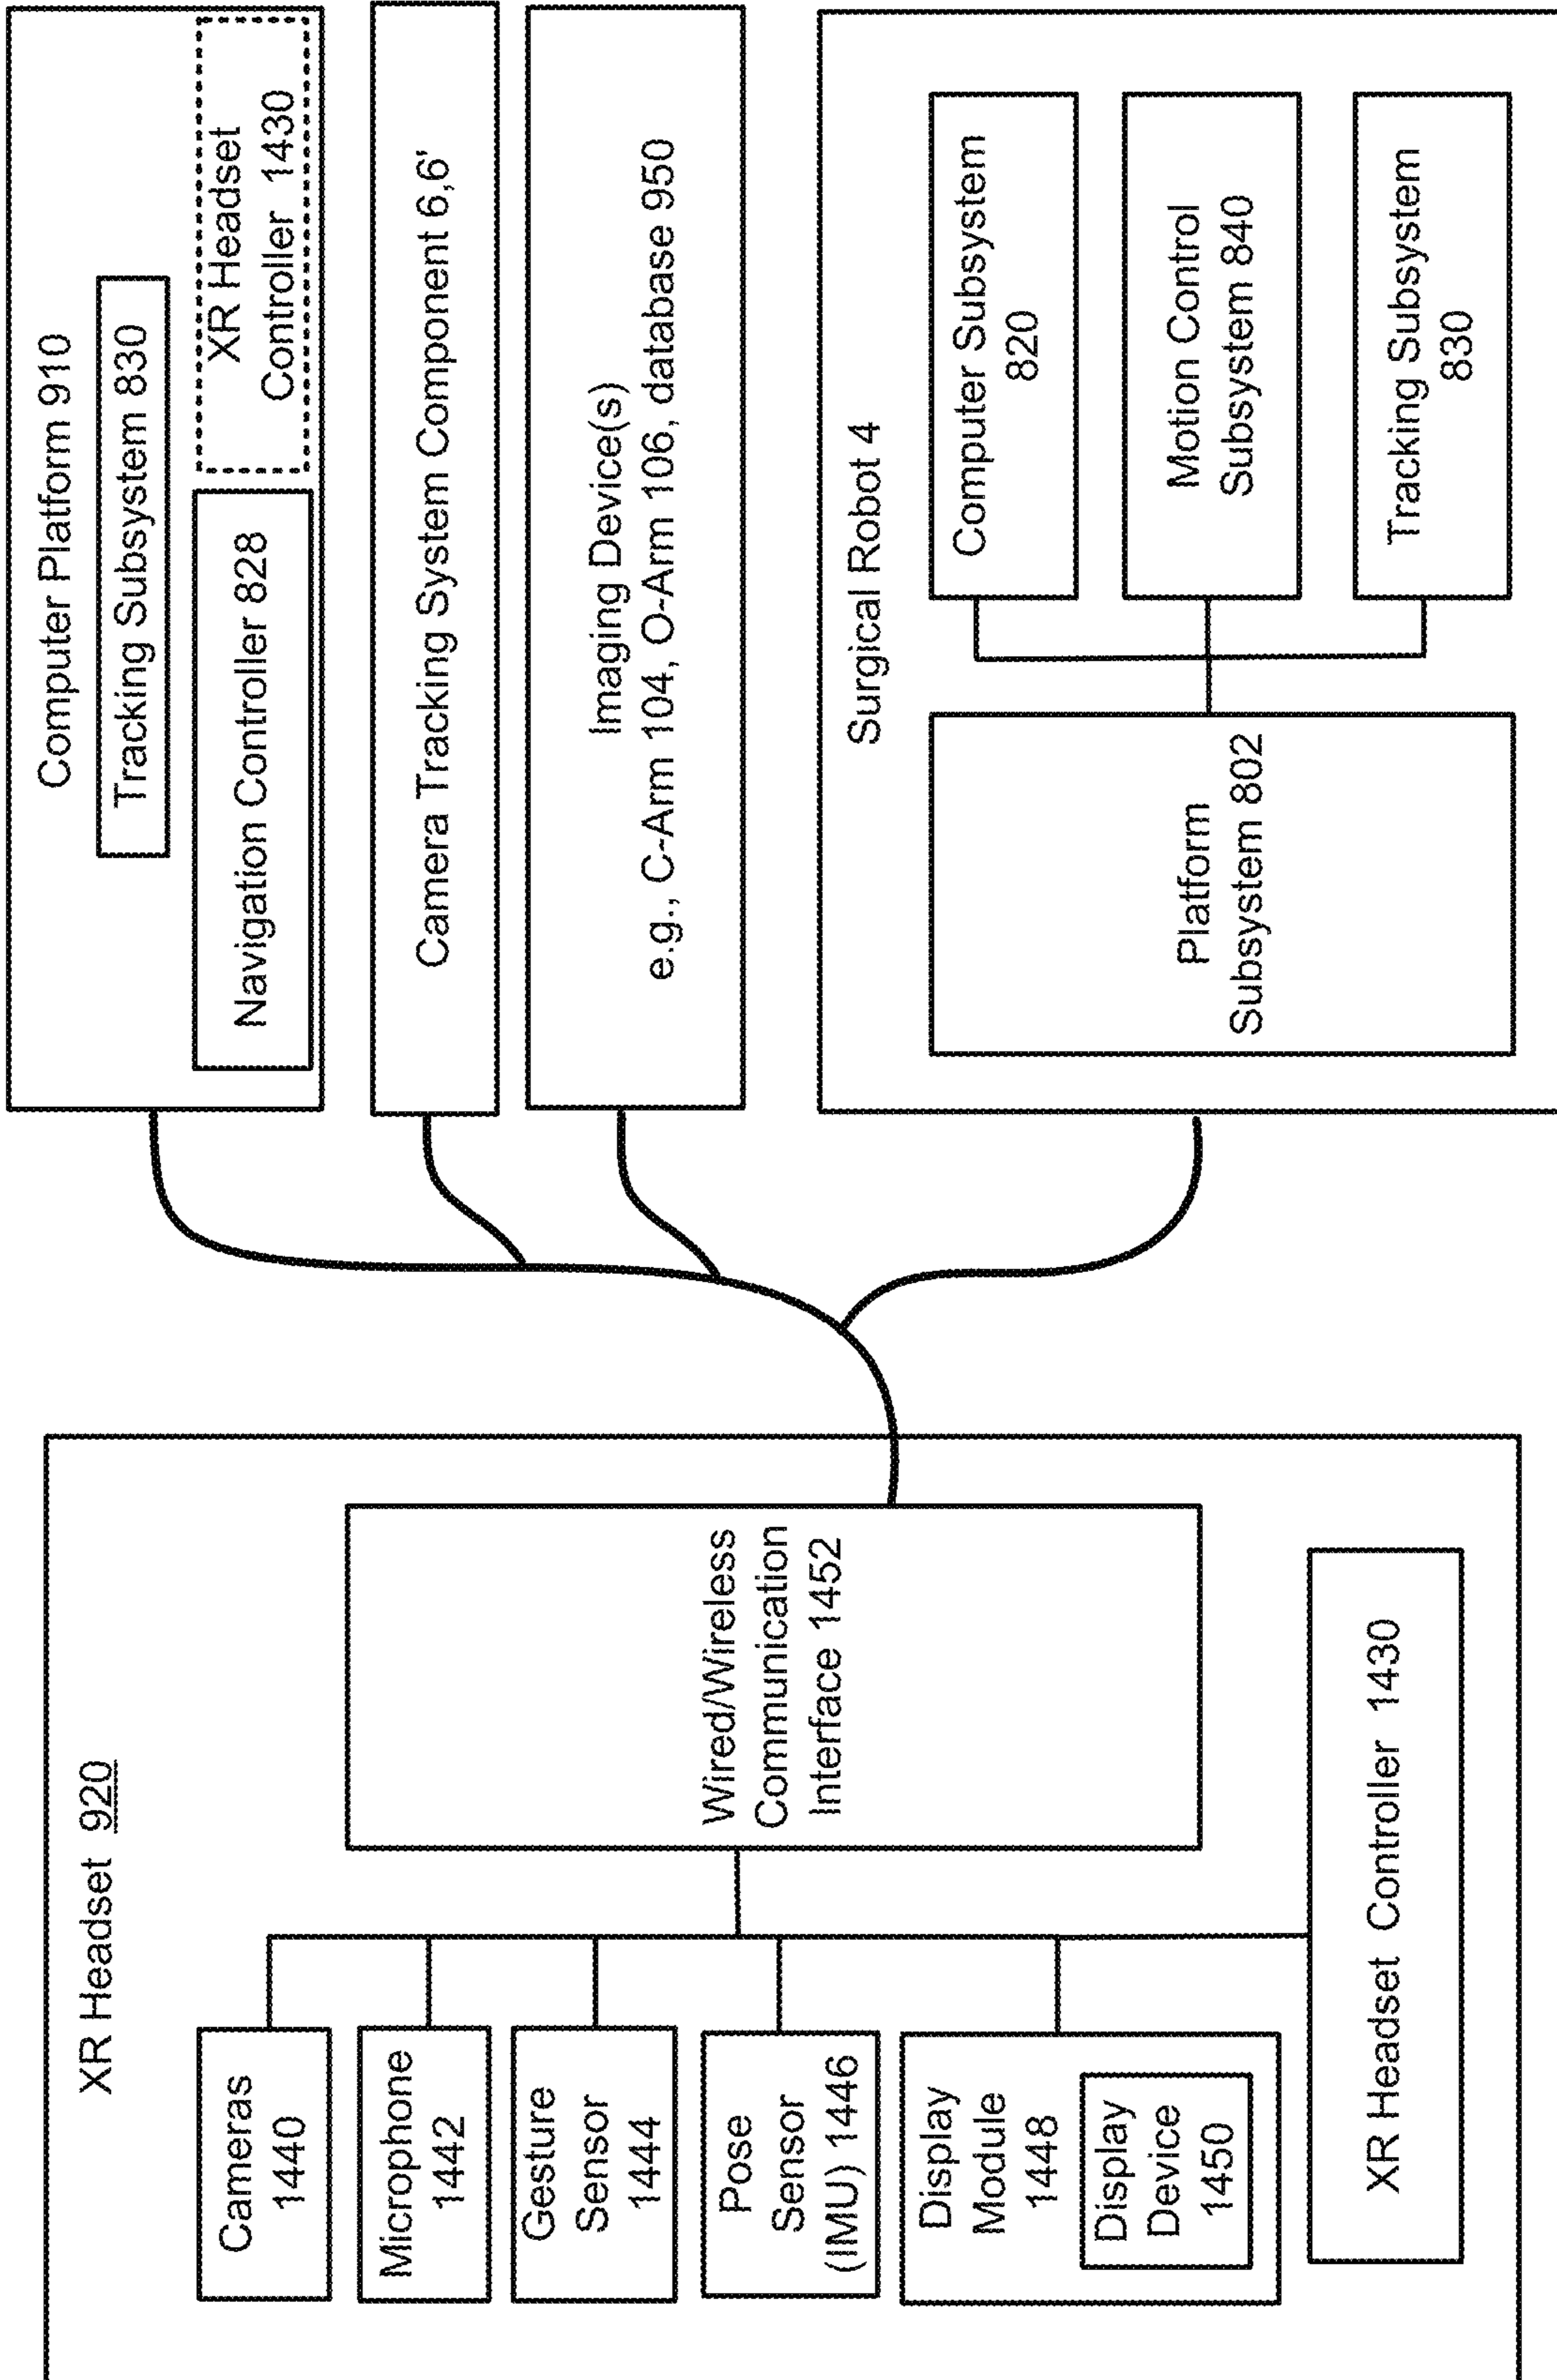 XR Headset 920
Cameras
1440
Microphone
1442
Gesture
Sensor
1444
Pose
Sensor
(IMU) 1446
Display
Module
1448
Display
Device
1450
Wired/Wireless
Communication
Interface 1452
XR Headset Controller 1430
Computer Platform 910
Tracking Subsystem 830
Navigation Controller 828
XR Headset
Controller 1430
Camera Tracking System Component 6,6'
Imaging Device(s)
e.g., C-Arm 104, O-Arm 106, database 950
Surgical Robot 4
Platform
Subsystem 802
Computer Subsystem
820
Motion Control
Subsystem 840
Tracking Subsystem
830